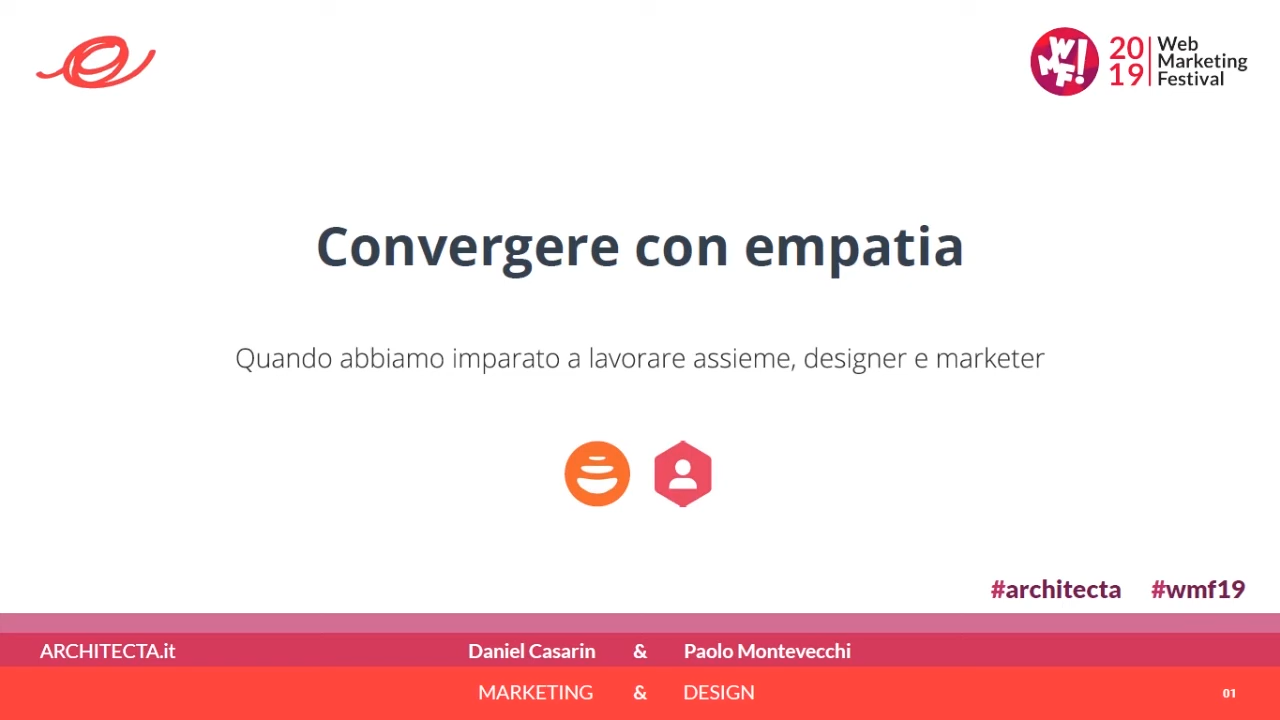 WMF!
20
19
Web
Marketing
Festival
Convergere con empatia
Quando abbiamo imparato a lavorare assieme, designer e marketer
#architecta #wmf19
ARCHITECTA.it Daniel Casarin & Paolo Montevecchi
MARKETING & DESIGN 01